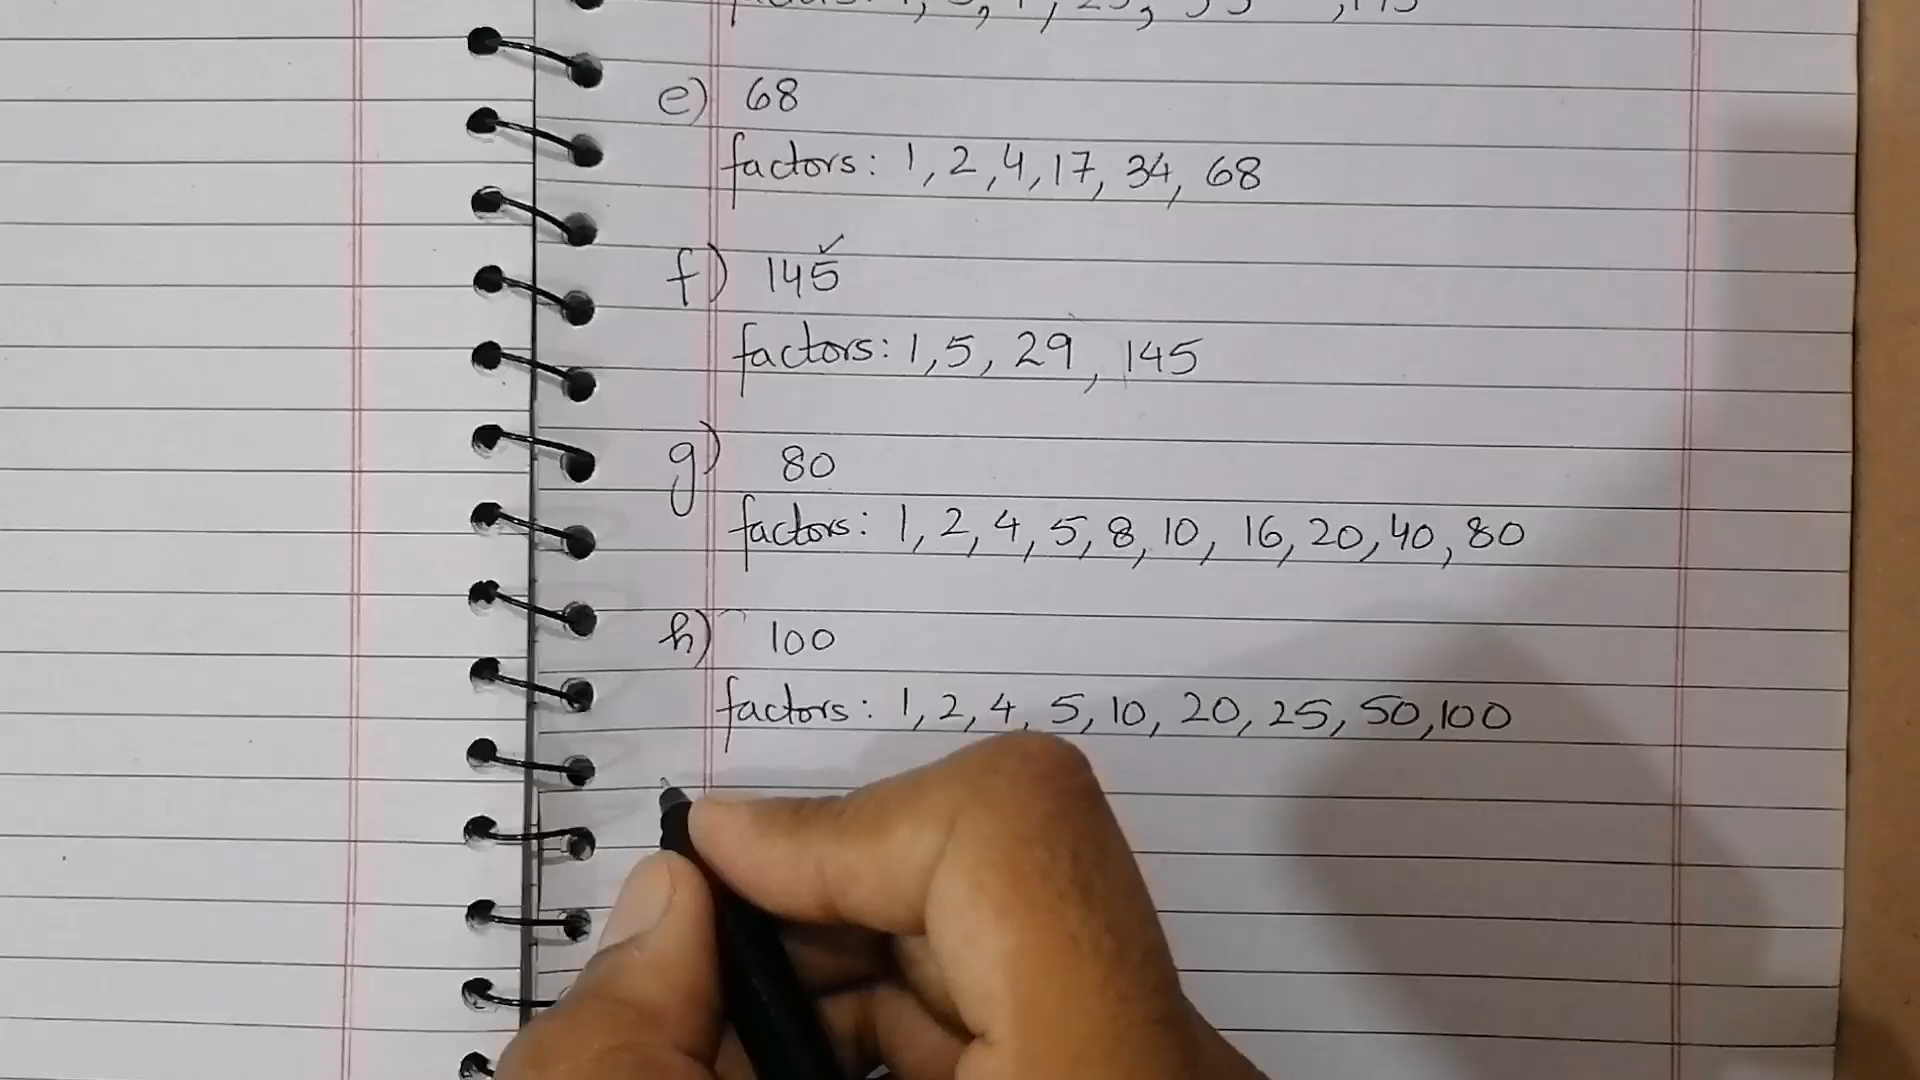 e) 68
factors: 1, 2, 4, 17, 34, 68
f) 145
factors: 1, 5, 29, 145
g) 80
factors: 1, 2, 4, 5, 8, 10, 16, 20, 40, 80
h) 100
factors: 1, 2, 4, 5, 10, 20, 25, 50, 100